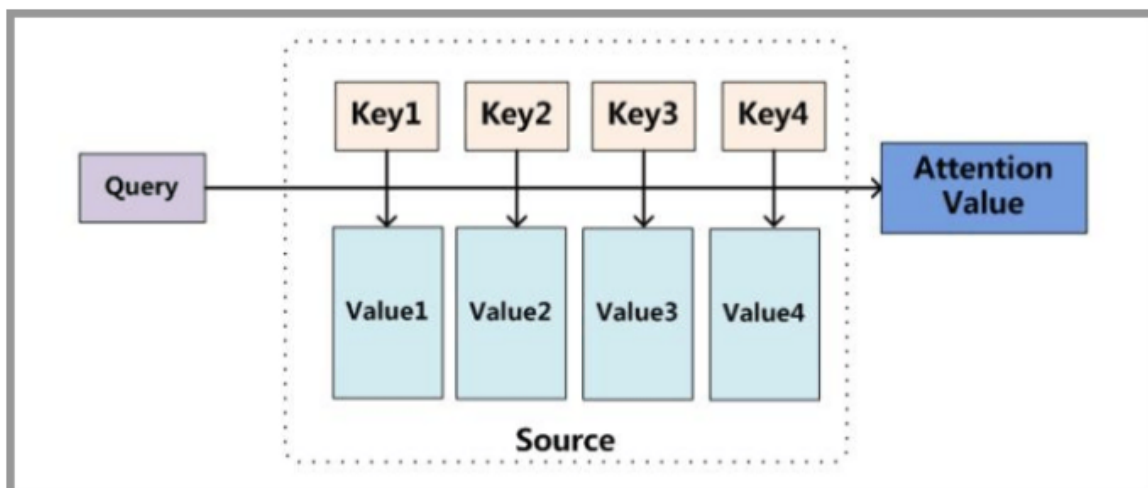 Key1 Key2 Key3 Key4
Query
Attention
Value
Value1 Value2 Value3 Value4
Source